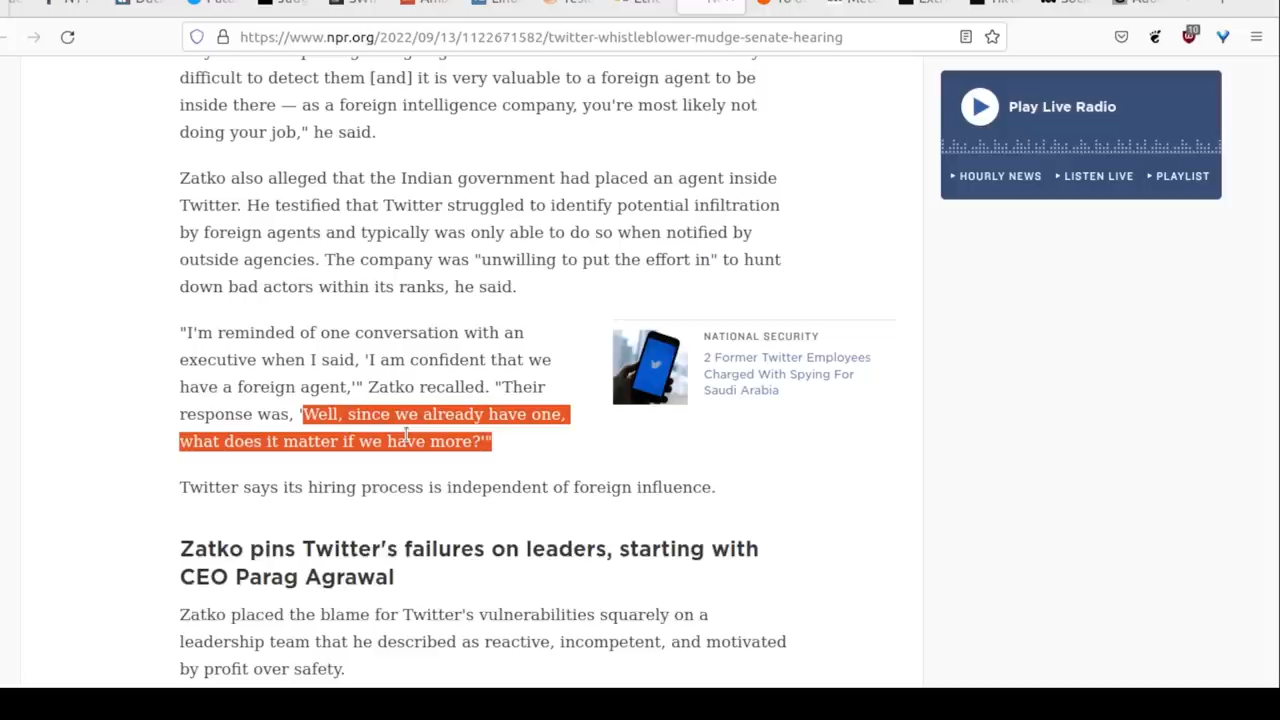 https://www.npr.org/2022/09/13/1122671582/twitter-whistleblower-mudge-senate-hearing
10
difficult to detect them [and] it is very valuable to a foreign agent to be
inside there — as a foreign intelligence company, you're most likely not
doing your job," he said.
Zatko also alleged that the Indian government had placed an agent inside
Twitter. He testified that Twitter struggled to identify potential infiltration
by foreign agents and typically was only able to do so when notified by
outside agencies. The company was "unwilling to put the effort in" to hunt
down bad actors within its ranks, he said.
"I'm reminded of one conversation with an
executive when I said, 'I am confident that we
have a foreign agent,'" Zatko recalled. "Their
response was, 'Well, since we already have one,
what does it matter if we have more?'"
NATIONAL SECURITY
2 Former Twitter Employees
Charged With Spying For
Saudi Arabia
Twitter says its hiring process is independent of foreign influence.
Zatko pins Twitter's failures on leaders, starting with
CEO Parag Agrawal
Zatko placed the blame for Twitter's vulnerabilities squarely on a
leadership team that he described as reactive, incompetent, and motivated
by profit over safety.
Play Live Radio
HOURLY NEWS
LISTEN LIVE
PLAYLIST